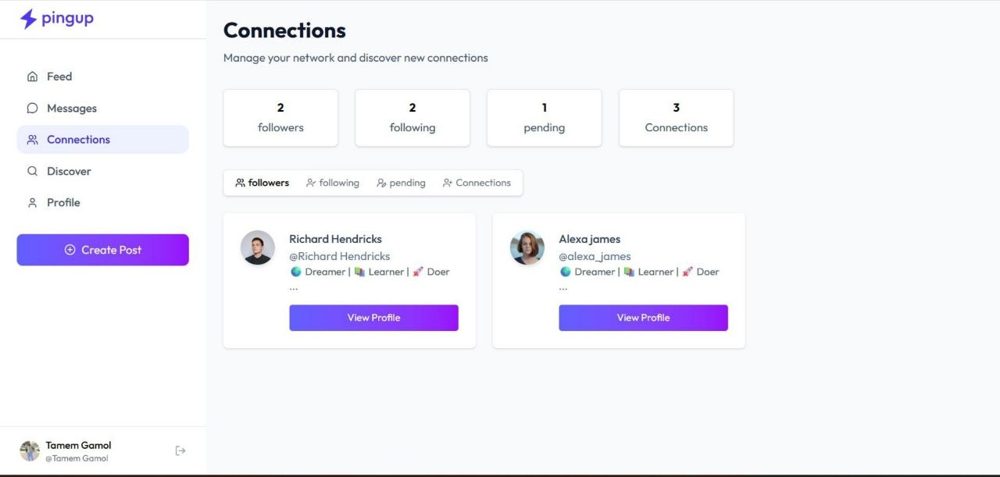 pingup
Connections
Manage your network and discover new connections
Feed
Messages
Connections
Discover
Profile
Create Post
2
followers
2
following
1
pending
3
Connections
followers following pending Connections
Richard Hendricks
@Richard Hendricks
🌍 Dreamer | 📚 Learner | 🚀 Doer
...
View Profile
Alexa james
@alexa_james
🌍 Dreamer | 📚 Learner | 🚀 Doer
...
View Profile
Tamem Gamol
@Tamem Gamol